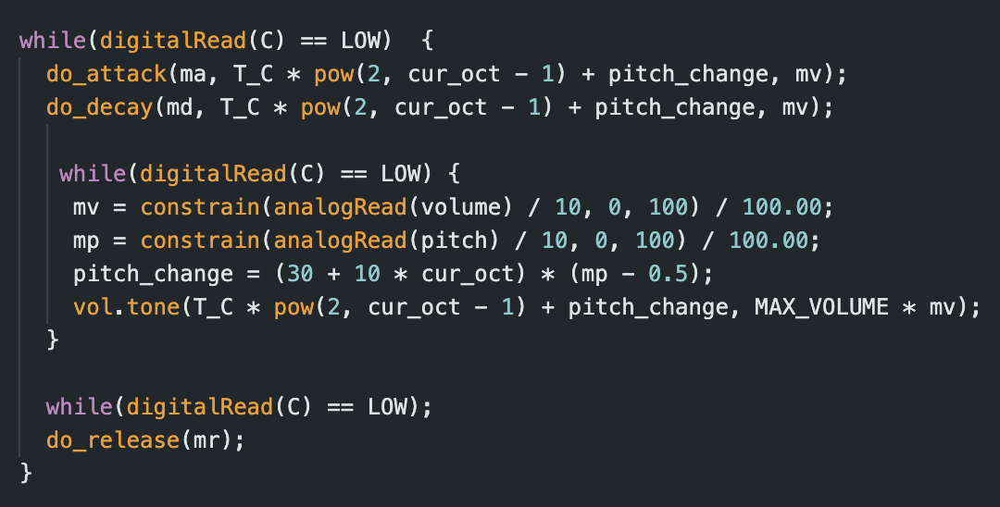 while(digitalRead(C) == LOW)  {
  do_attack(ma, T_C * pow(2, cur_oct - 1) + pitch_change, mv);
  do_decay(md, T_C * pow(2, cur_oct - 1) + pitch_change, mv);

   while(digitalRead(C) == LOW) {
    mv = constrain(analogRead(volume) / 10, 0, 100) / 100.00;
    mp = constrain(analogRead(pitch) / 10, 0, 100) / 100.00;
    pitch_change = (30 + 10 * cur_oct) * (mp - 0.5);
    vol.tone(T_C * pow(2, cur_oct - 1) + pitch_change, MAX_VOLUME * mv);
  }

  while(digitalRead(C) == LOW);
  do_release(mr);
}